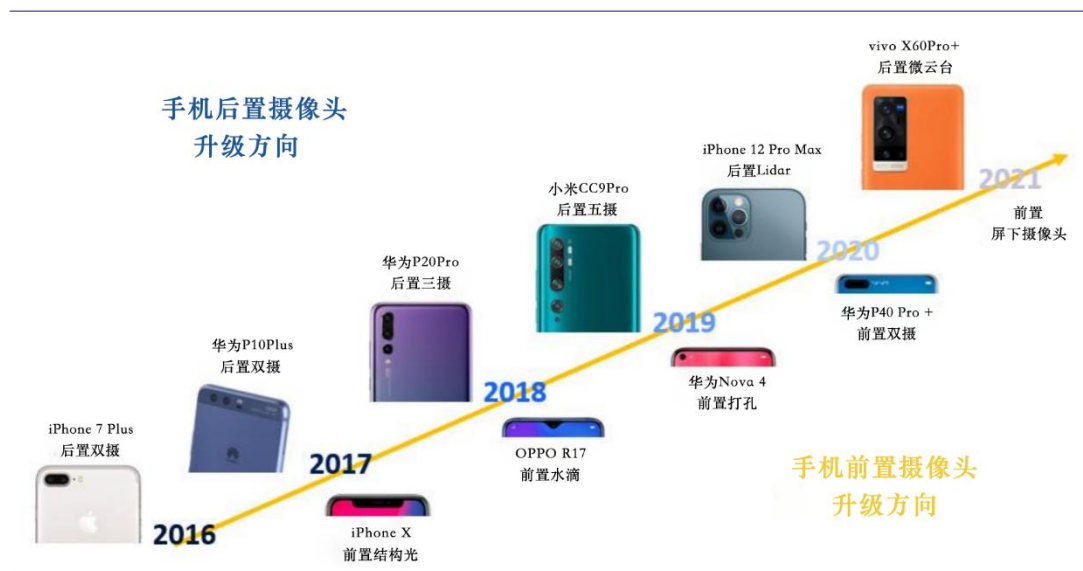 手机后置摄像头
升级方向
vivo X60Pro+
后置微云台
iPhone 12 Pro Max
后置Lidar
小米CC9Pro
后置五摄
华为P20Pro
后置三摄
华为P10Plus
后置双摄
iPhone 7 Plus
后置双摄
2016
2017
2018
2019
2020
2021
iPhone X
前置结构光
OPPO R17
前置水滴
华为Nova 4
前置打孔
华为P40 Pro +
前置双摄
前置
屏下摄像头
手机前置摄像头
升级方向